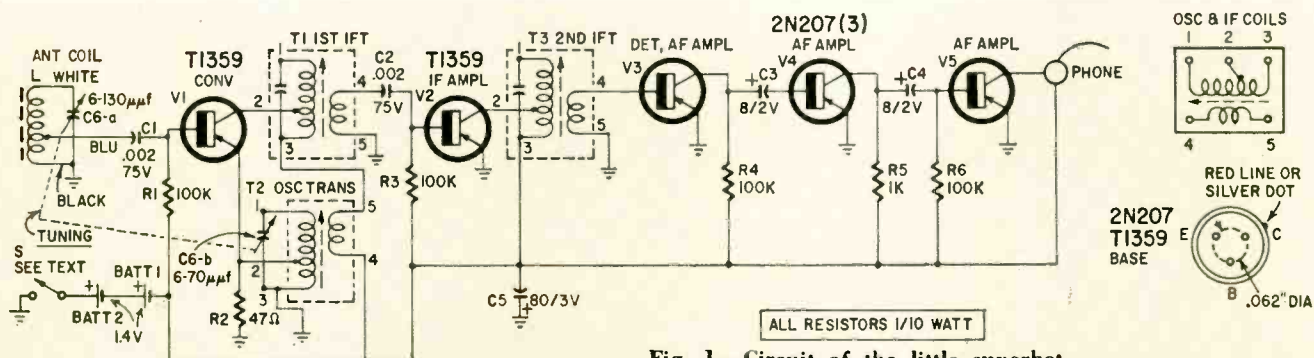 ANT COIL
L WHITE
6-130μμf
C6-a
BLU
C1
.002
75V
BLACK
TUNING
S
SEE TEXT
BATT 1
BATT 2
1.4V
+
+
R1
100K
T1359
CONV
V1
T1 1ST IFT
2
3
4
5
C2
.002
75V
T2 OSC TRANS
1
2
3
5
4
C6-b
6-70μμf
R2
47Ω
R3
100K
T1359
IF AMPL
V2
T3 2ND IFT
2
3
4
5
C5
80/3V
+
DET, AF AMPL
V3
R4
100K
+C3
8/2V
2N207(3)
AF AMPL
V4
R5
1K
+C4
8/2V
R6
100K
AF AMPL
V5
PHONE
OSC & IF COILS
1 2 3
4 5
RED LINE OR
SILVER DOT
2N207
T1359
BASE
E
C
B
.062" DIA
ALL RESISTORS 1/10 WATT
Fig. 1—Circuit of the little superhet.